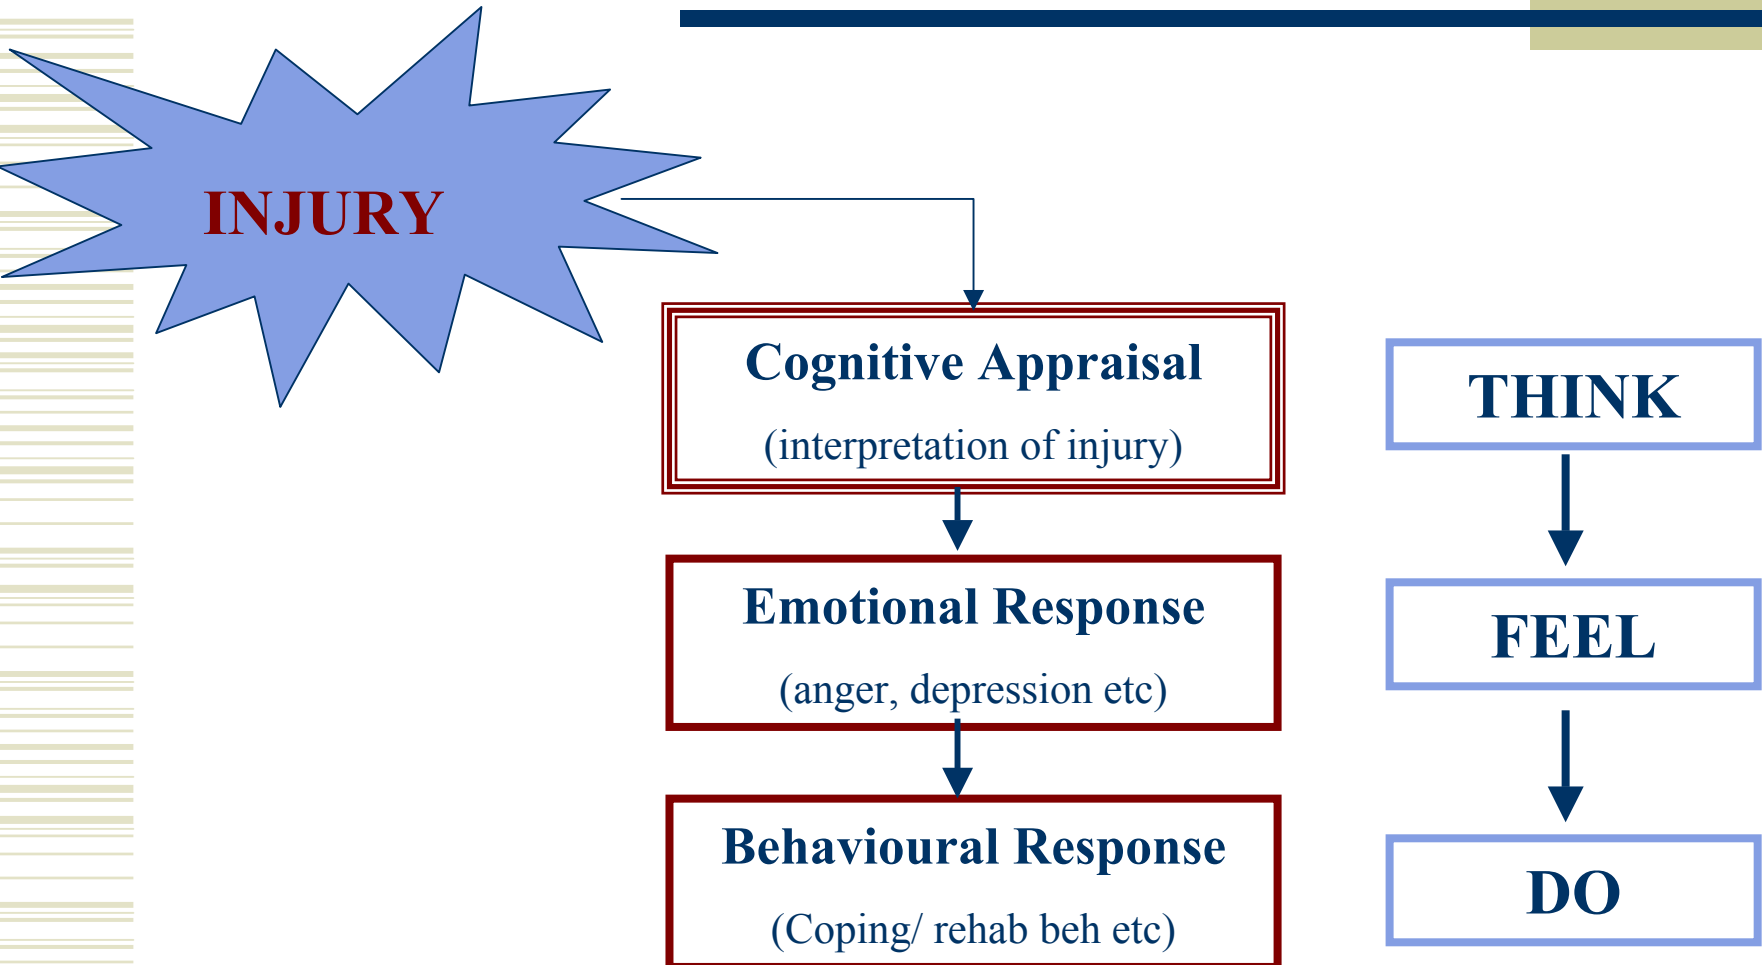 INJURY
Cognitive Appraisal
(interpretation of injury)
THINK
Emotional Response
(anger, depression etc)
FEEL
Behavioural Response
(Coping/ rehab beh etc)
DO